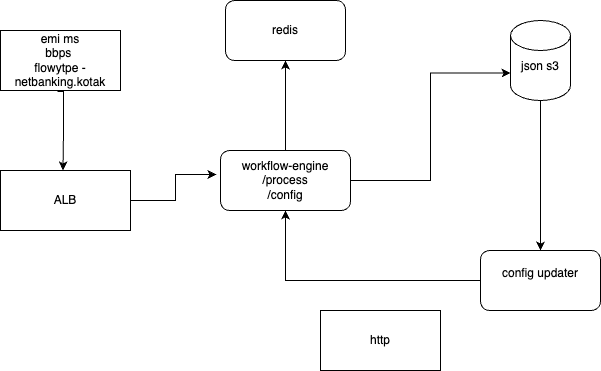 redis
emi ms
bbps
flowytpe -
netbanking.kotak
json s3
workflow-engine
/process
/config
ALB
config updater
http